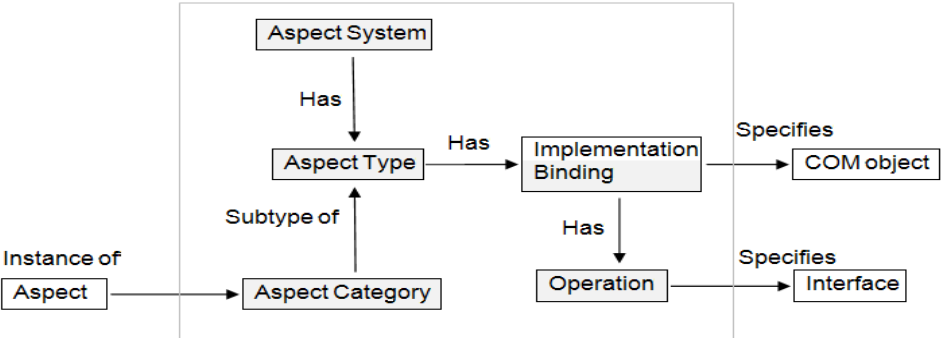 Aspect System
Has
Specifies
Has
Implementation
Binding
Aspect Type
COM object
Subtype of
Has
Instance of
Specifies
Aspect
Aspect Category
Operation
Interface